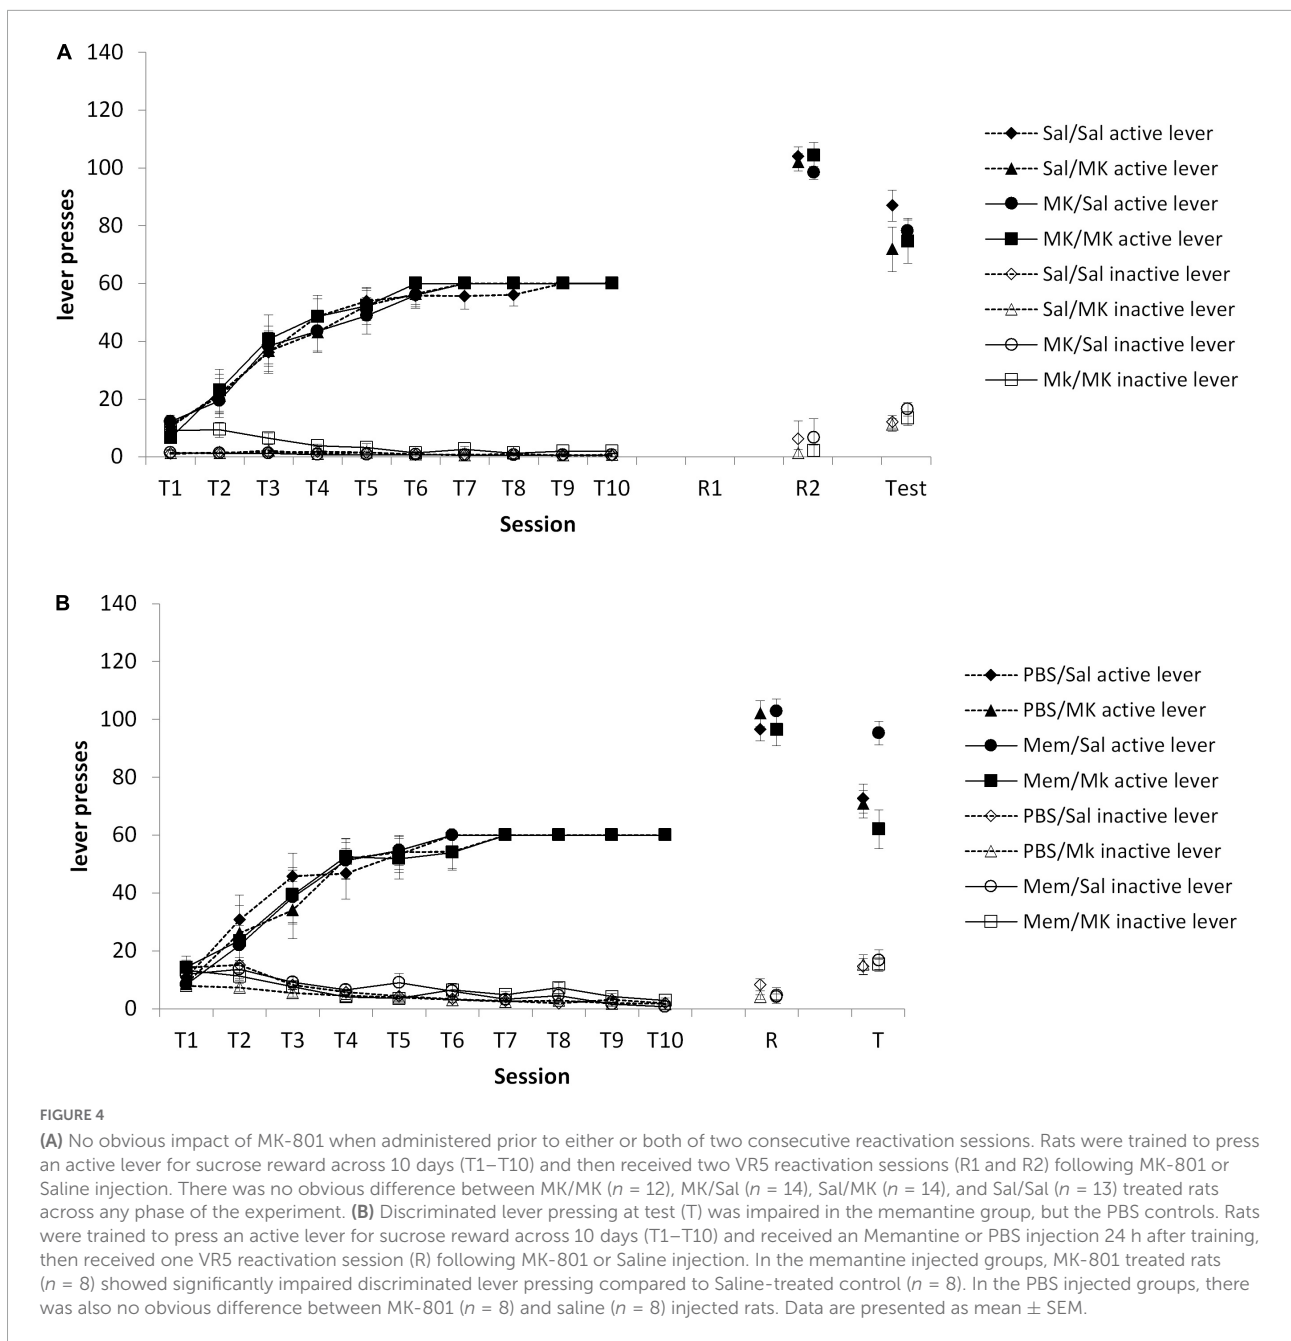 A
140
120
100
80
60
40
20
0
lever presses
T1 T2 T3 T4 T5 T6 T7 T8 T9 T10 R1 R2 Test
Session
Sal/Sal active lever
Sal/MK active lever
MK/Sal active lever
MK/MK active lever
Sal/Sal inactive lever
Sal/MK inactive lever
MK/Sal inactive lever
Mk/MK inactive lever
B
140
120
100
80
60
40
20
0
lever presses
T1 T2 T3 T4 T5 T6 T7 T8 T9 T10 R T
Session
PBS/Sal active lever
PBS/MK active lever
Mem/Sal active lever
Mem/Mk active lever
PBS/Sal inactive lever
PBS/Mk inactive lever
Mem/Sal inactive lever
Mem/MK inactive lever
FIGURE 4
(A) No obvious impact of MK-801 when administered prior to either or both of two consecutive reactivation sessions. Rats were trained to press
an active lever for sucrose reward across 10 days (T1–T10) and then received two VR5 reactivation sessions (R1 and R2) following MK-801 or
Saline injection. There was no obvious difference between MK/MK (n = 12), MK/Sal (n = 14), Sal/MK (n = 14), and Sal/Sal (n = 13) treated rats
across any phase of the experiment. (B) Discriminated lever pressing at test (T) was impaired in the memantine group, but the PBS controls. Rats
were trained to press an active lever for sucrose reward across 10 days (T1–T10) and received an Memantine or PBS injection 24 h after training,
then received one VR5 reactivation session (R) following MK-801 or Saline injection. In the memantine injected groups, MK-801 treated rats
(n = 8) showed significantly impaired discriminated lever pressing compared to Saline-treated control (n = 8). In the PBS injected groups, there
was also no obvious difference between MK-801 (n = 8) and saline (n = 8) injected rats. Data are presented as mean ± SEM.